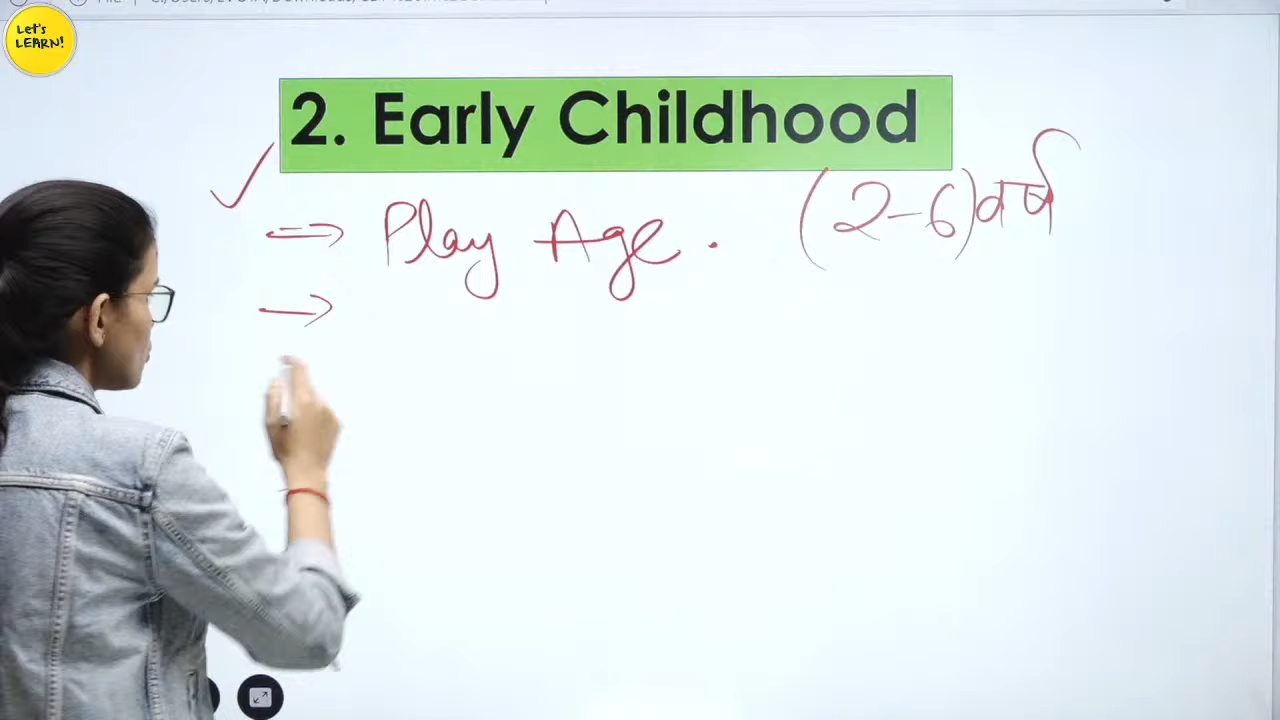 Let's
LEARN!
2. Early Childhood
⇒ Play Age. (2-6) वर्ष
→